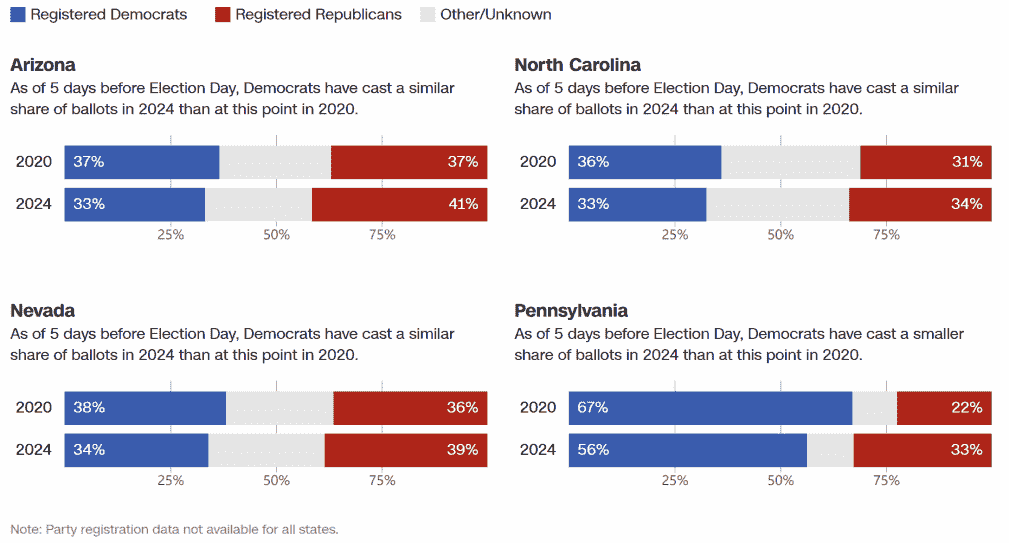 Registered Democrats Registered Republicans Other/Unknown
Arizona
As of 5 days before Election Day, Democrats have cast a similar
share of ballots in 2024 than at this point in 2020.
2020 37% 37%
2024 33% 41%
25% 50% 75%
North Carolina
As of 5 days before Election Day, Democrats have cast a similar
share of ballots in 2024 than at this point in 2020.
2020 36% 31%
2024 33% 34%
25% 50% 75%
Nevada
As of 5 days before Election Day, Democrats have cast a similar
share of ballots in 2024 than at this point in 2020.
2020 38% 36%
2024 34% 39%
25% 50% 75%
Pennsylvania
As of 5 days before Election Day, Democrats have cast a smaller
share of ballots in 2024 than at this point in 2020.
2020 67% 22%
2024 56% 33%
25% 50% 75%
Note: Party registration data not available for all states.